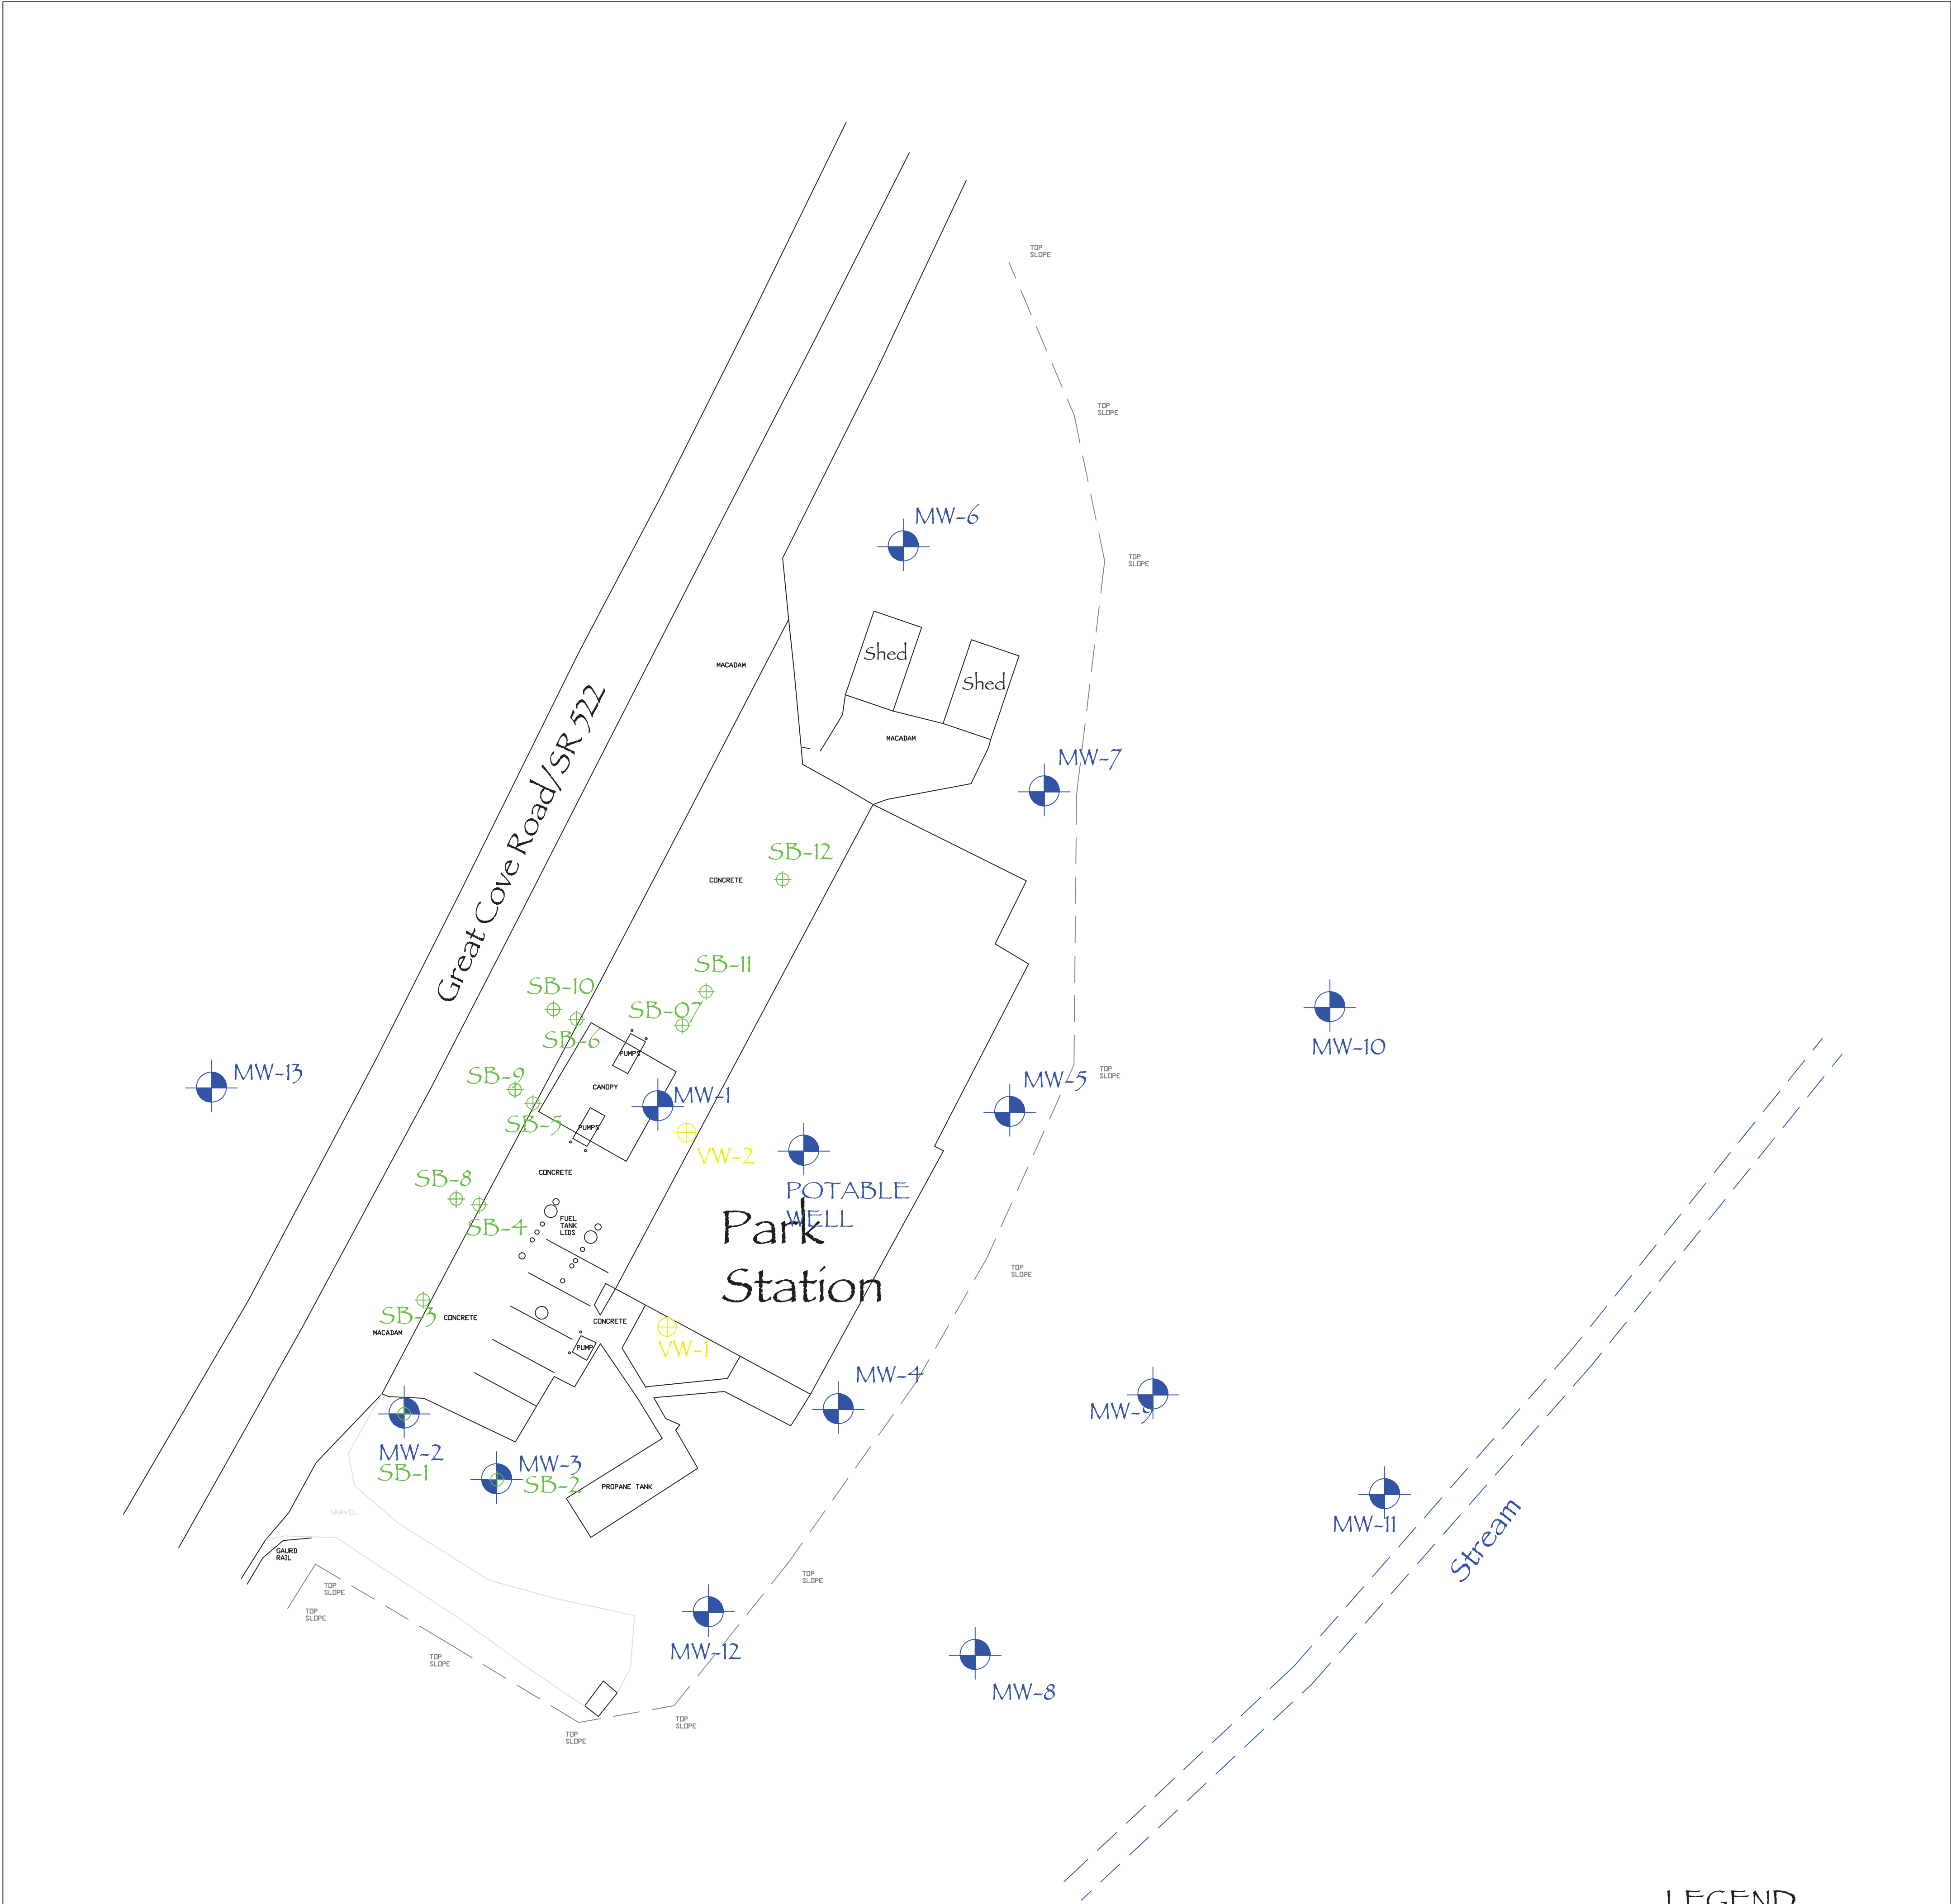 TOP
SLOPE
TOP
SLOPE
MW-6
TOP
SLOPE
Shed
MACADAM
Shed
Great Cove Road/SR 522
MACADAM
MW-7
SB-12
CONCRETE
SB-11
SB-10
SB-07
SB-6
PUMPS
MW-10
MW-13
SB-9
CANOPY
MW-1
MW-5
TOP
SLOPE
SB-5
PUMPS
VW-2
CONCRETE
SB-8
POTABLE
WELL
SB-4
FUEL
TANK
LIDS
Park
Station
TOP
SLOPE
SB-3
CONCRETE
CONCRETE
MACADAM
PUMP
VW-1
MW-4
MW-9
MW-2
SB-1
MW-3
SB-2
PROPANE TANK
GRAVEL
MW-11
Stream
GAURD
RAIL
TOP
SLOPE
TOP
SLOPE
TOP
SLOPE
MW-12
TOP
SLOPE
MW-8
TOP
SLOPE
TOP
SLOPE
LEGEND